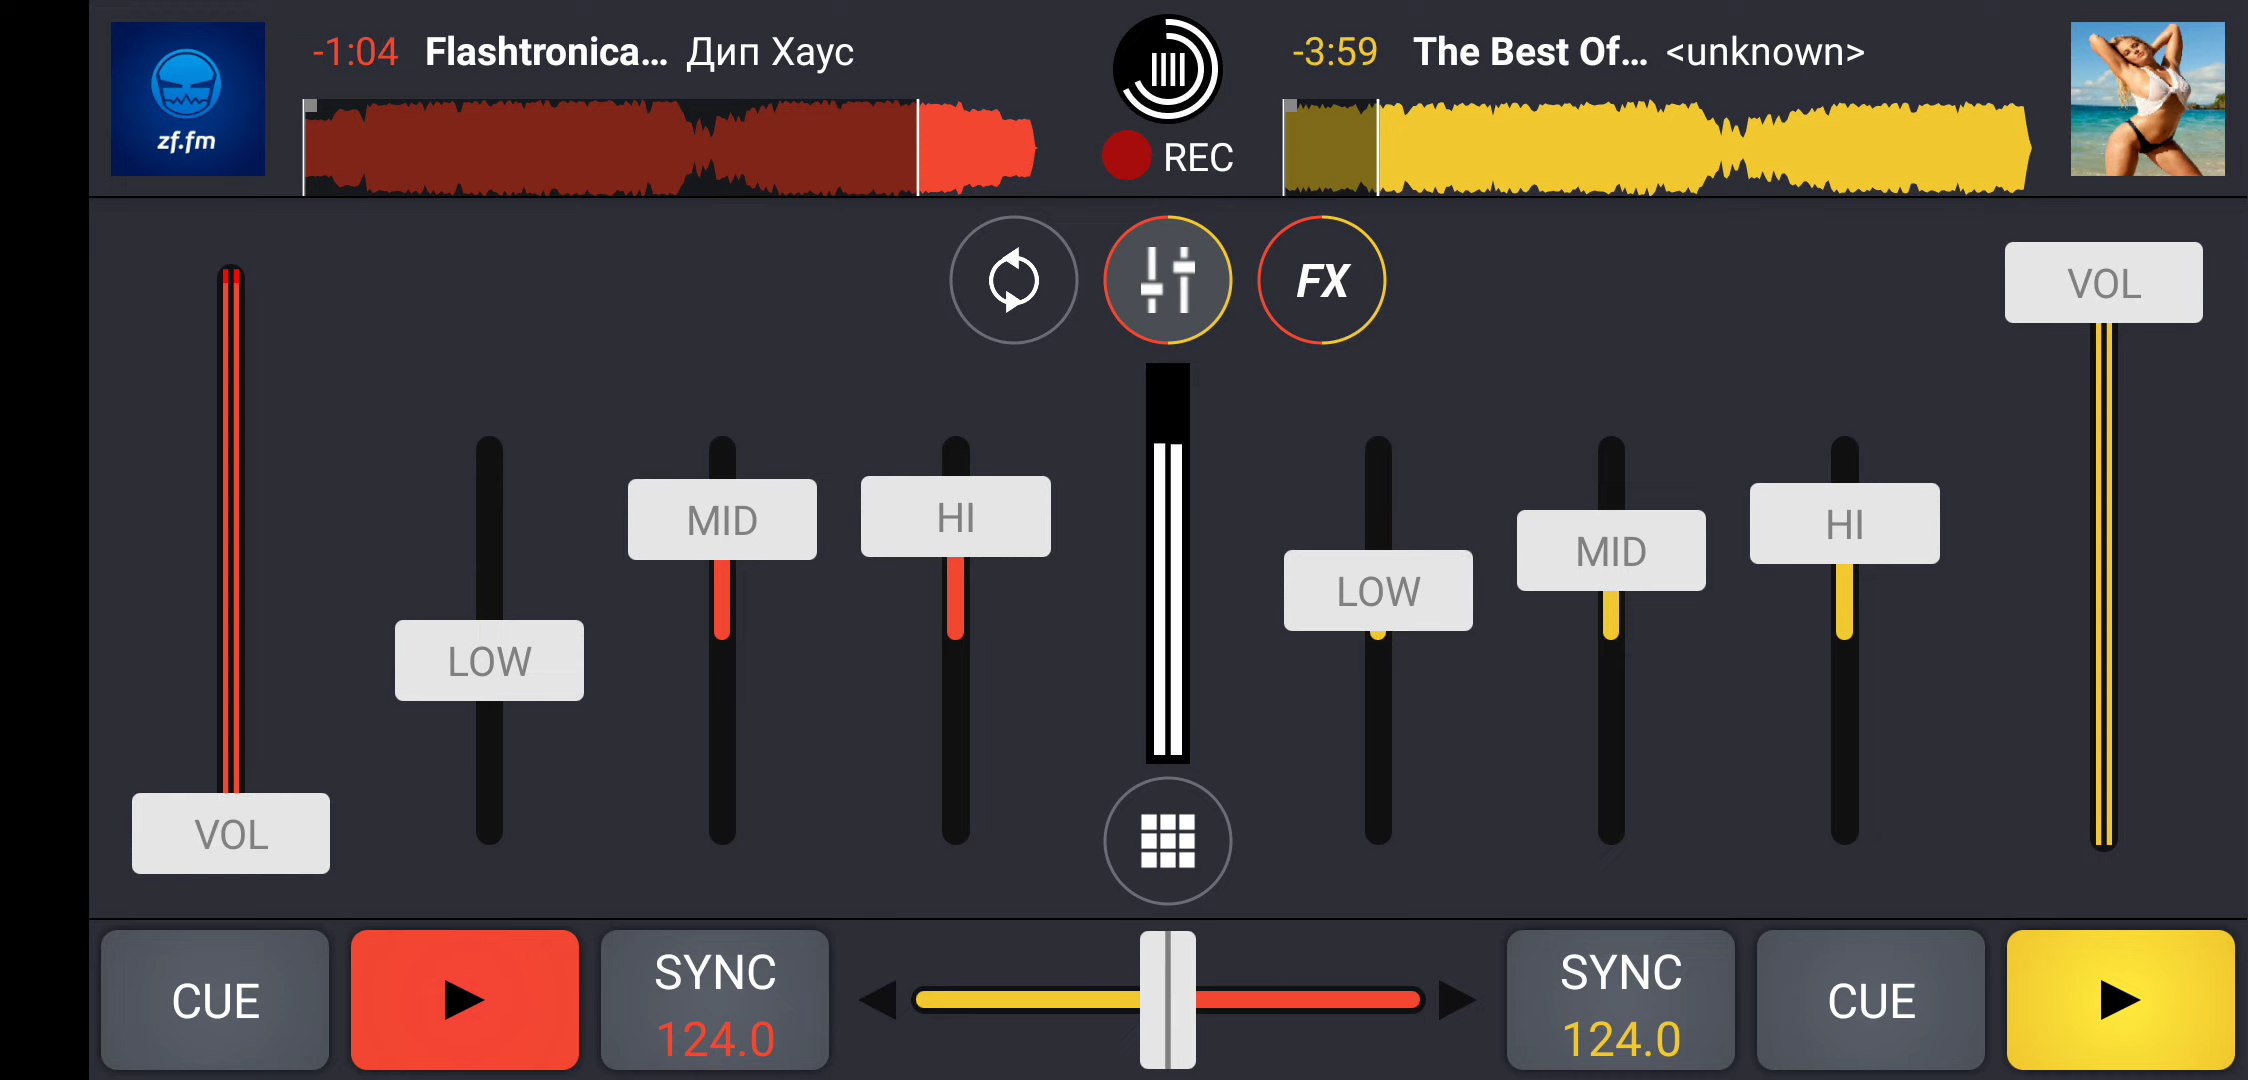 zf.fm
-1:04 Flashtronica... Дип Хаус
REC
-3:59 The Best Of... <unknown>
FX
VOL
LOW
MID
HI
LOW
MID
HI
VOL
CUE
SYNC
124.0
SYNC
124.0
CUE